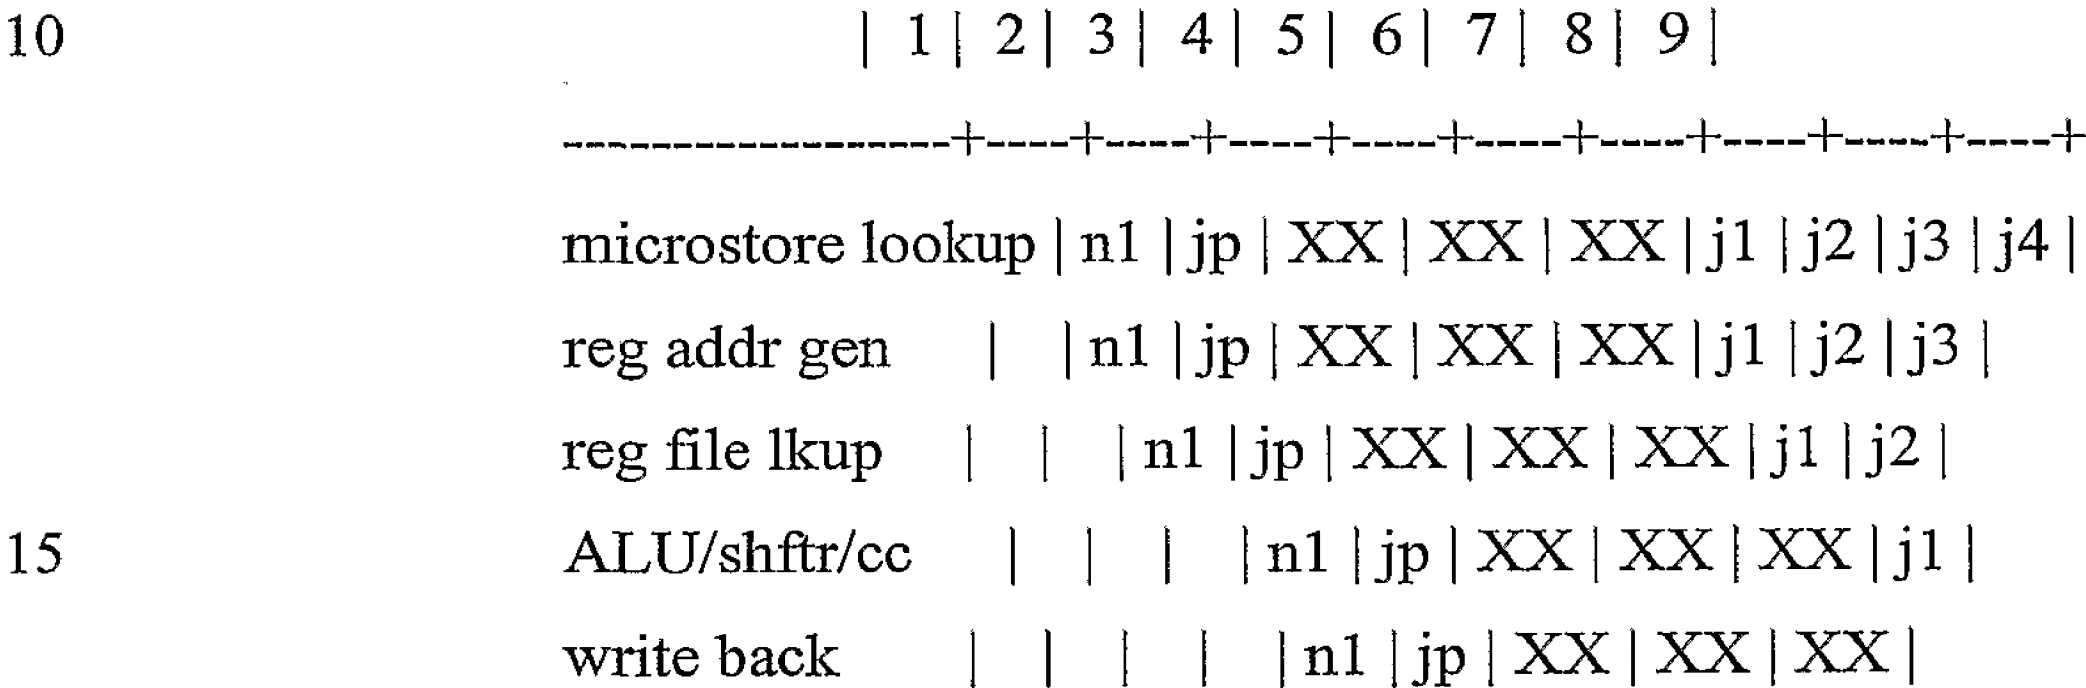 10 | 1| 2| 3| 4| 5| 6| 7| 8| 9|
-------------------+----+----+----+----+----+----+----+----+----+
microstore lookup | n1 | jp | XX | XX | XX | j1 | j2 | j3 | j4 |
reg addr gen | | n1 | jp | XX | XX | XX | j1 | j2 | j3 |
reg file lkup | | | n1 | jp | XX | XX | XX | j1 | j2 |
15 ALU/shftr/cc | | | | n1 | jp | XX | XX | XX | j1 |
write back | | | | | n1 | jp | XX | XX | XX |